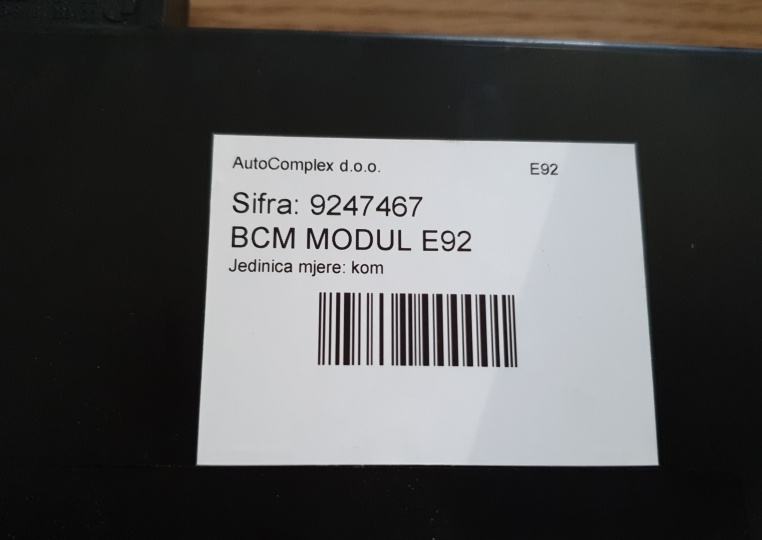 AutoComplex d.o.o. E92
Sifra: 9247467
BCM MODUL E92
Jedinica mjere: kom